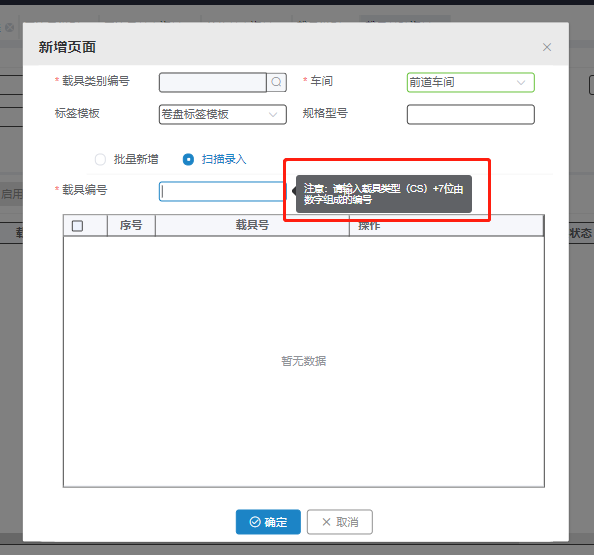 新增页面
* 载具类别编号
* 车间
前道车间
标签模板
卷盘标签模板
规格型号
批量新增
扫描录入
* 载具编号
注意：请输入载具类型（CS）+7位由
数字组成的编号
序号
载具号
操作
暂无数据
确定
取消
启用
状态